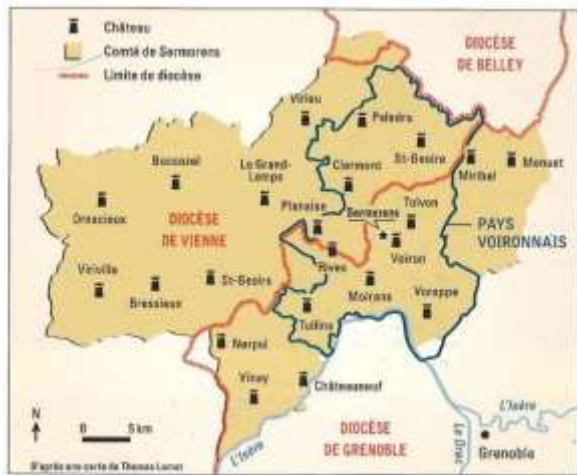 Château
Comté de Sermorens
Limite de diocèse
DIOCÈSE
DE BELLEY
Virieu
Paladru
St-Geoire
Bocsozel
Le Grand-
Lemps
Clermont
Miribel
Menuet
Ornacieux
DIOCÈSE
DE VIENNE
Planaise
Sermorens
Tolvon
PAYS
VOIRONNAIS
Voiron
Rives
Viriville
Bressieux
St-Geoirs
Moirans
Voreppe
Tullins
Nerpol
Vinay
Châteauneuf
N
0 5 km
L'Isère
DIOCÈSE
DE GRENOBLE
Le Drac
L'Isère
Grenoble
D'après une carte de Thomas